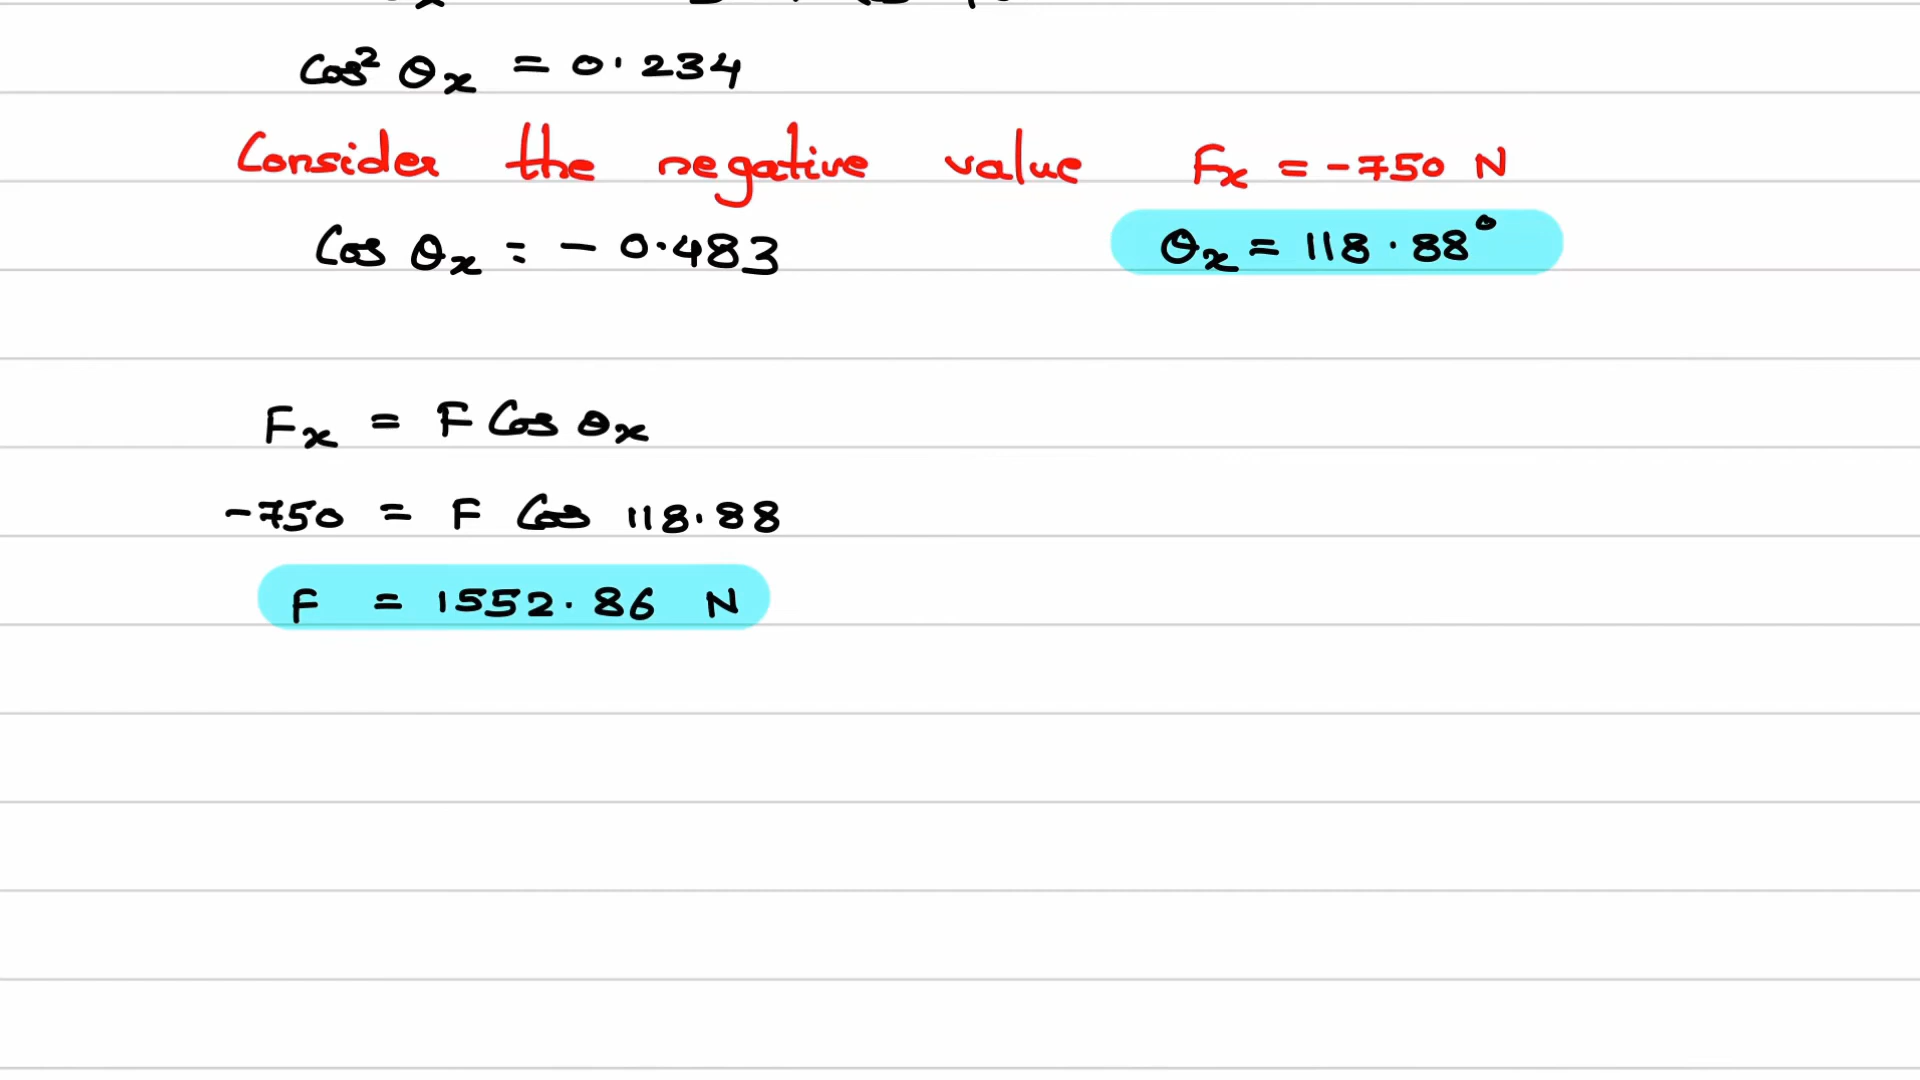 Cos² θx = 0.234
Consider the negative value Fx = -750 N
Cos θx = - 0.483 θx = 118.88°
Fx = F Cos θx
-750 = F Cos 118.88
F = 1552.86 N